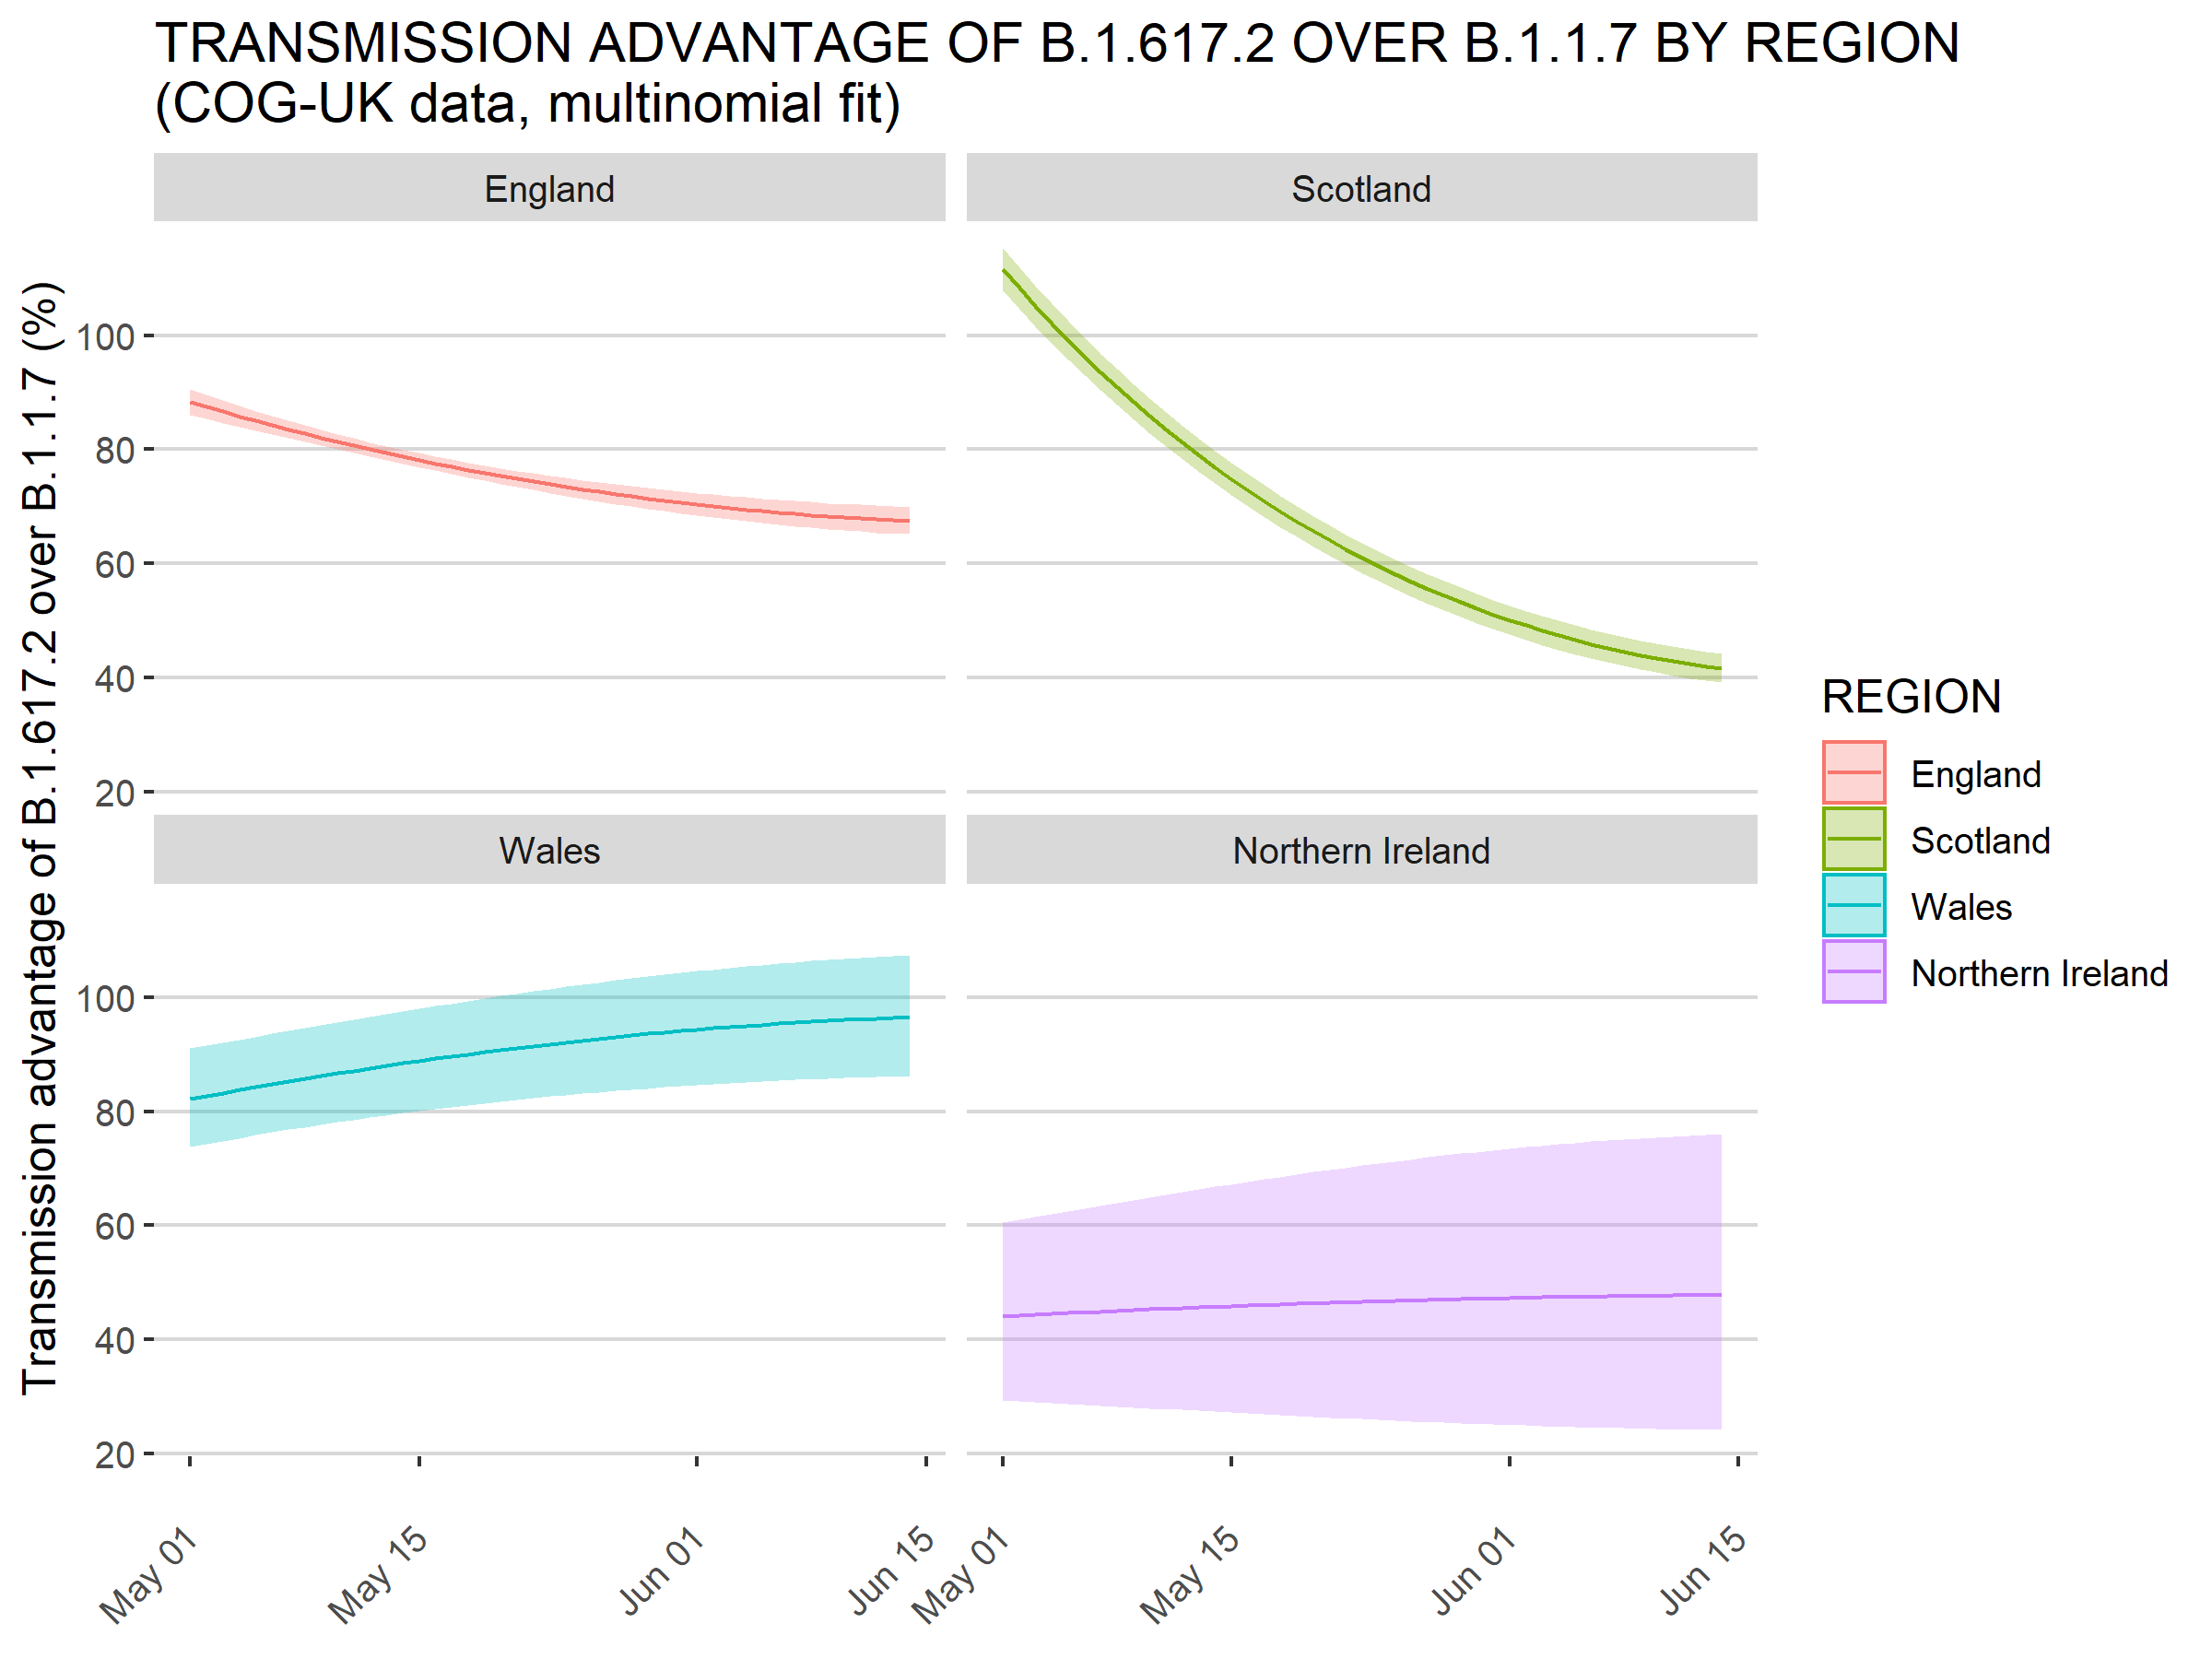 TRANSMISSION ADVANTAGE OF B.1.617.2 OVER B.1.1.7 BY REGION
(COG-UK data, multinomial fit)
Transmission advantage of B.1.617.2 over B.1.1.7 (%)
England
Scotland
100
80
60
40
20
Wales
Northern Ireland
100
80
60
40
20
May 01
May 15
Jun 01
Jun 15
May 01
May 15
Jun 01
Jun 15
REGION
England
Scotland
Wales
Northern Ireland